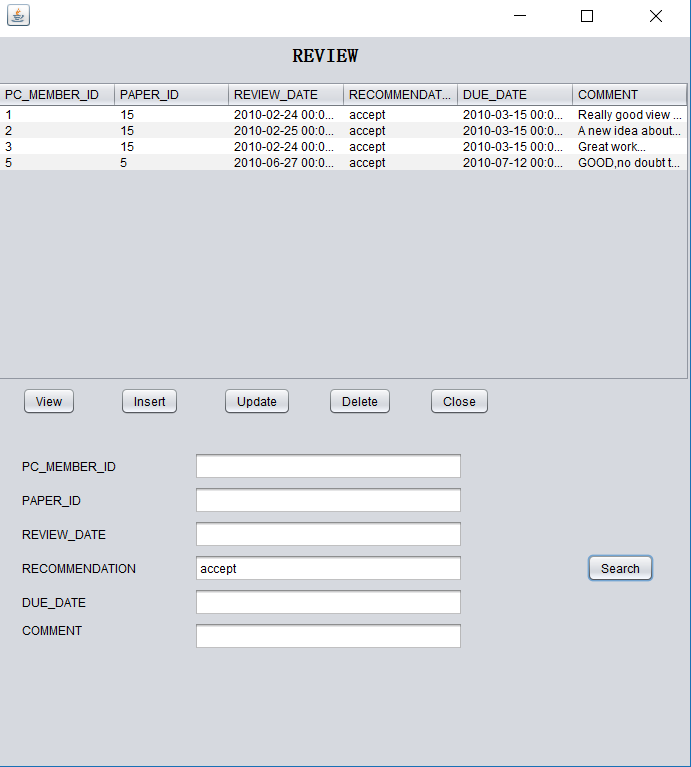 REVIEW
PC_MEMBER_ID PAPER_ID REVIEW_DATE RECOMMENDAT... DUE_DATE COMMENT
1 15 2010-02-24 00:0... accept 2010-03-15 00:0... Really good view ...
2 15 2010-02-25 00:0... accept 2010-03-15 00:0... A new idea about...
3 15 2010-02-24 00:0... accept 2010-03-15 00:0... Great work...
5 5 2010-06-27 00:0... accept 2010-07-12 00:0... GOOD,no doubt t...
View Insert Update Delete Close
PC_MEMBER_ID
PAPER_ID
REVIEW_DATE
RECOMMENDATION accept Search
DUE_DATE
COMMENT